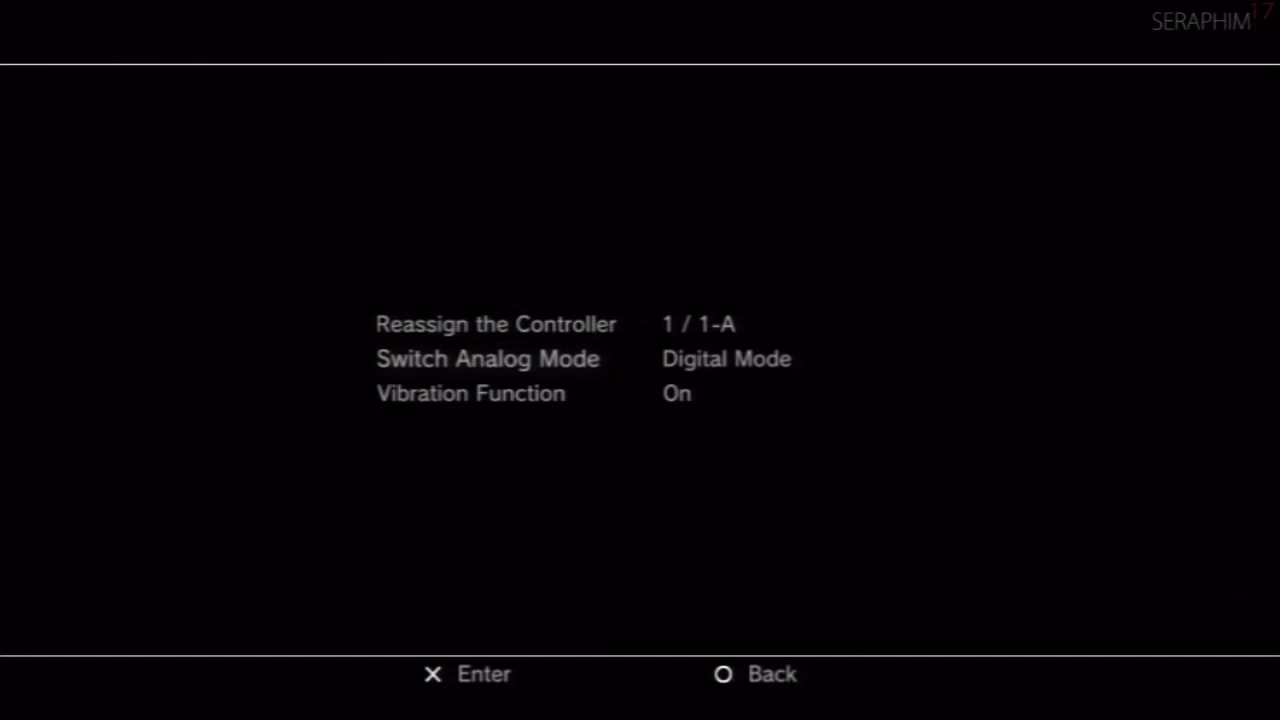 SERAPHIM17
Reassign the Controller 1 / 1-A
Switch Analog Mode Digital Mode
Vibration Function On
X Enter O Back